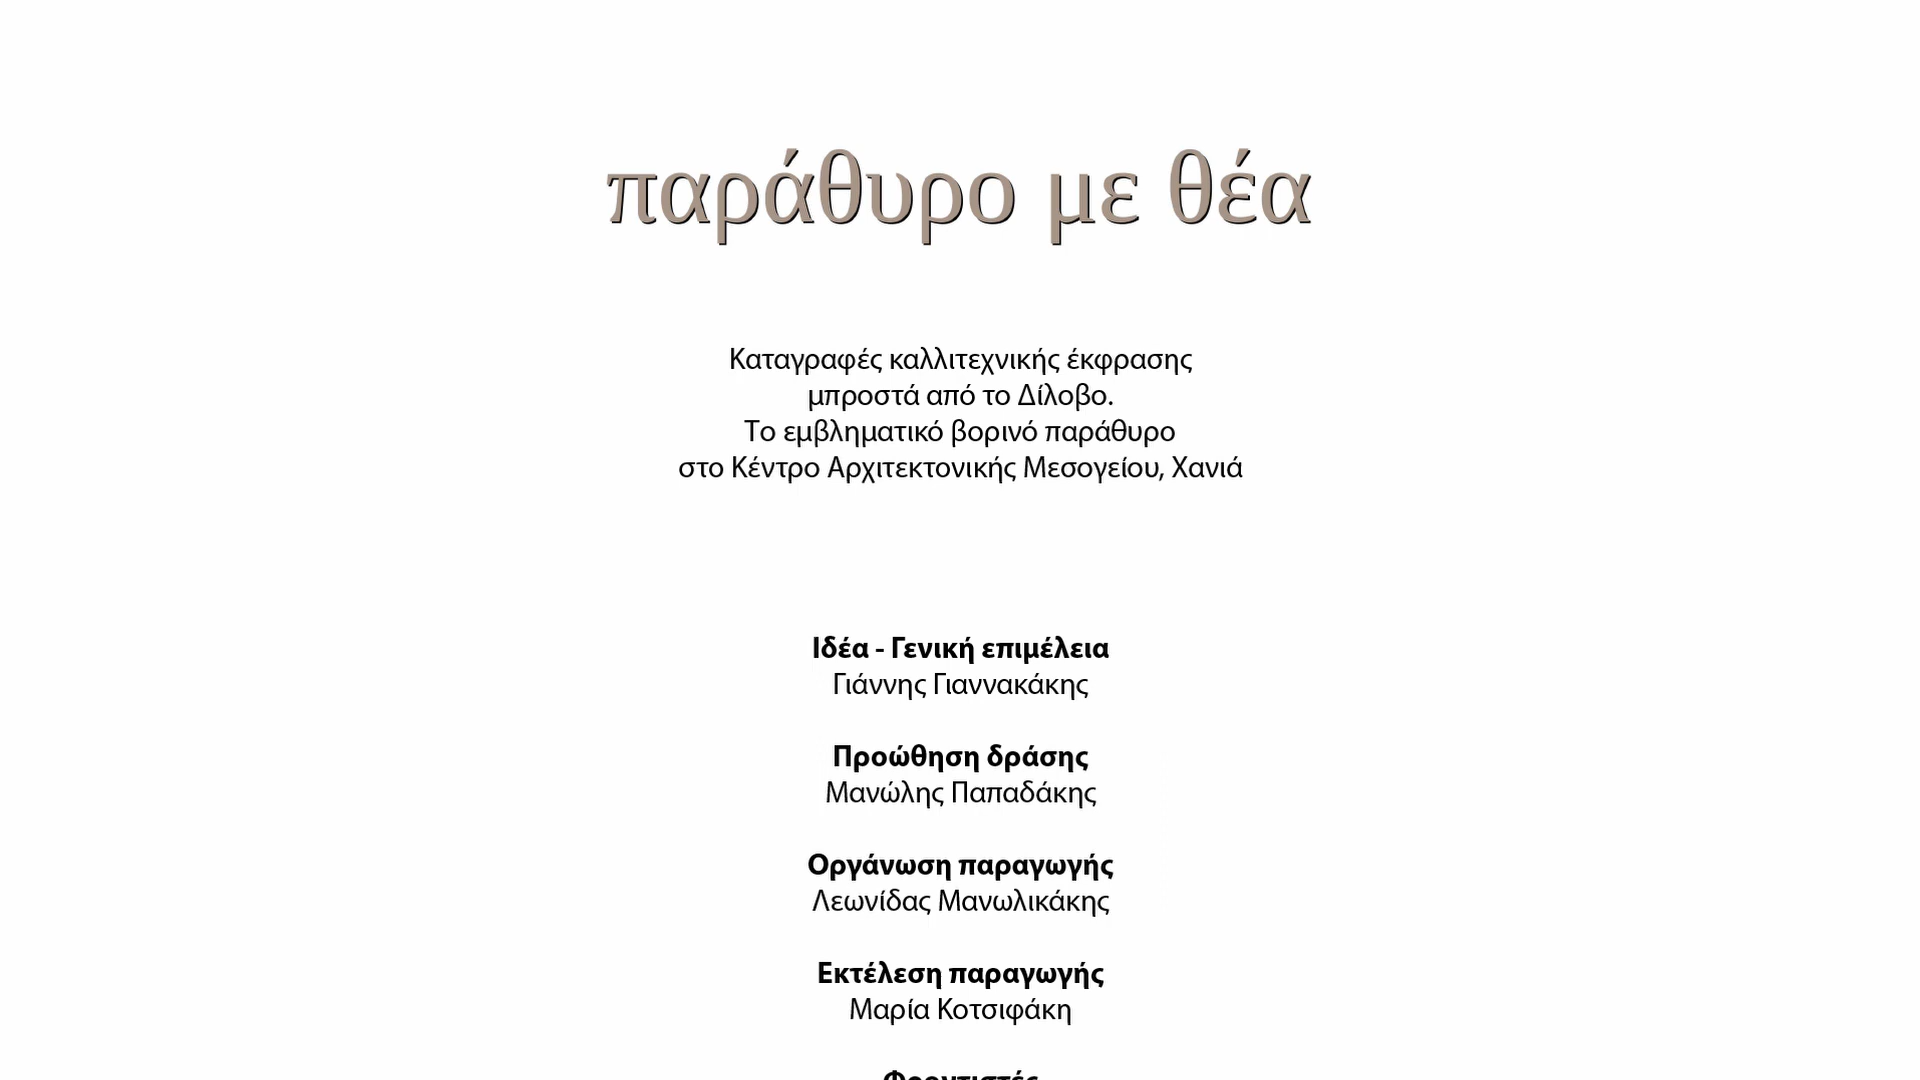 παράθυρο με θέα
Καταγραφές καλλιτεχνικής έκφρασης
μπροστά από το Δίλοβο.
Το εμβληματικό βορινό παράθυρο
στο Κέντρο Αρχιτεκτονικής Μεσογείου, Χανιά
Ιδέα - Γενική επιμέλεια
Γιάννης Γιαννακάκης
Προώθηση δράσης
Μανώλης Παπαδάκης
Οργάνωση παραγωγής
Λεωνίδας Μανωλικάκης
Εκτέλεση παραγωγής
Μαρία Κοτσιφάκη
Φροντιστές